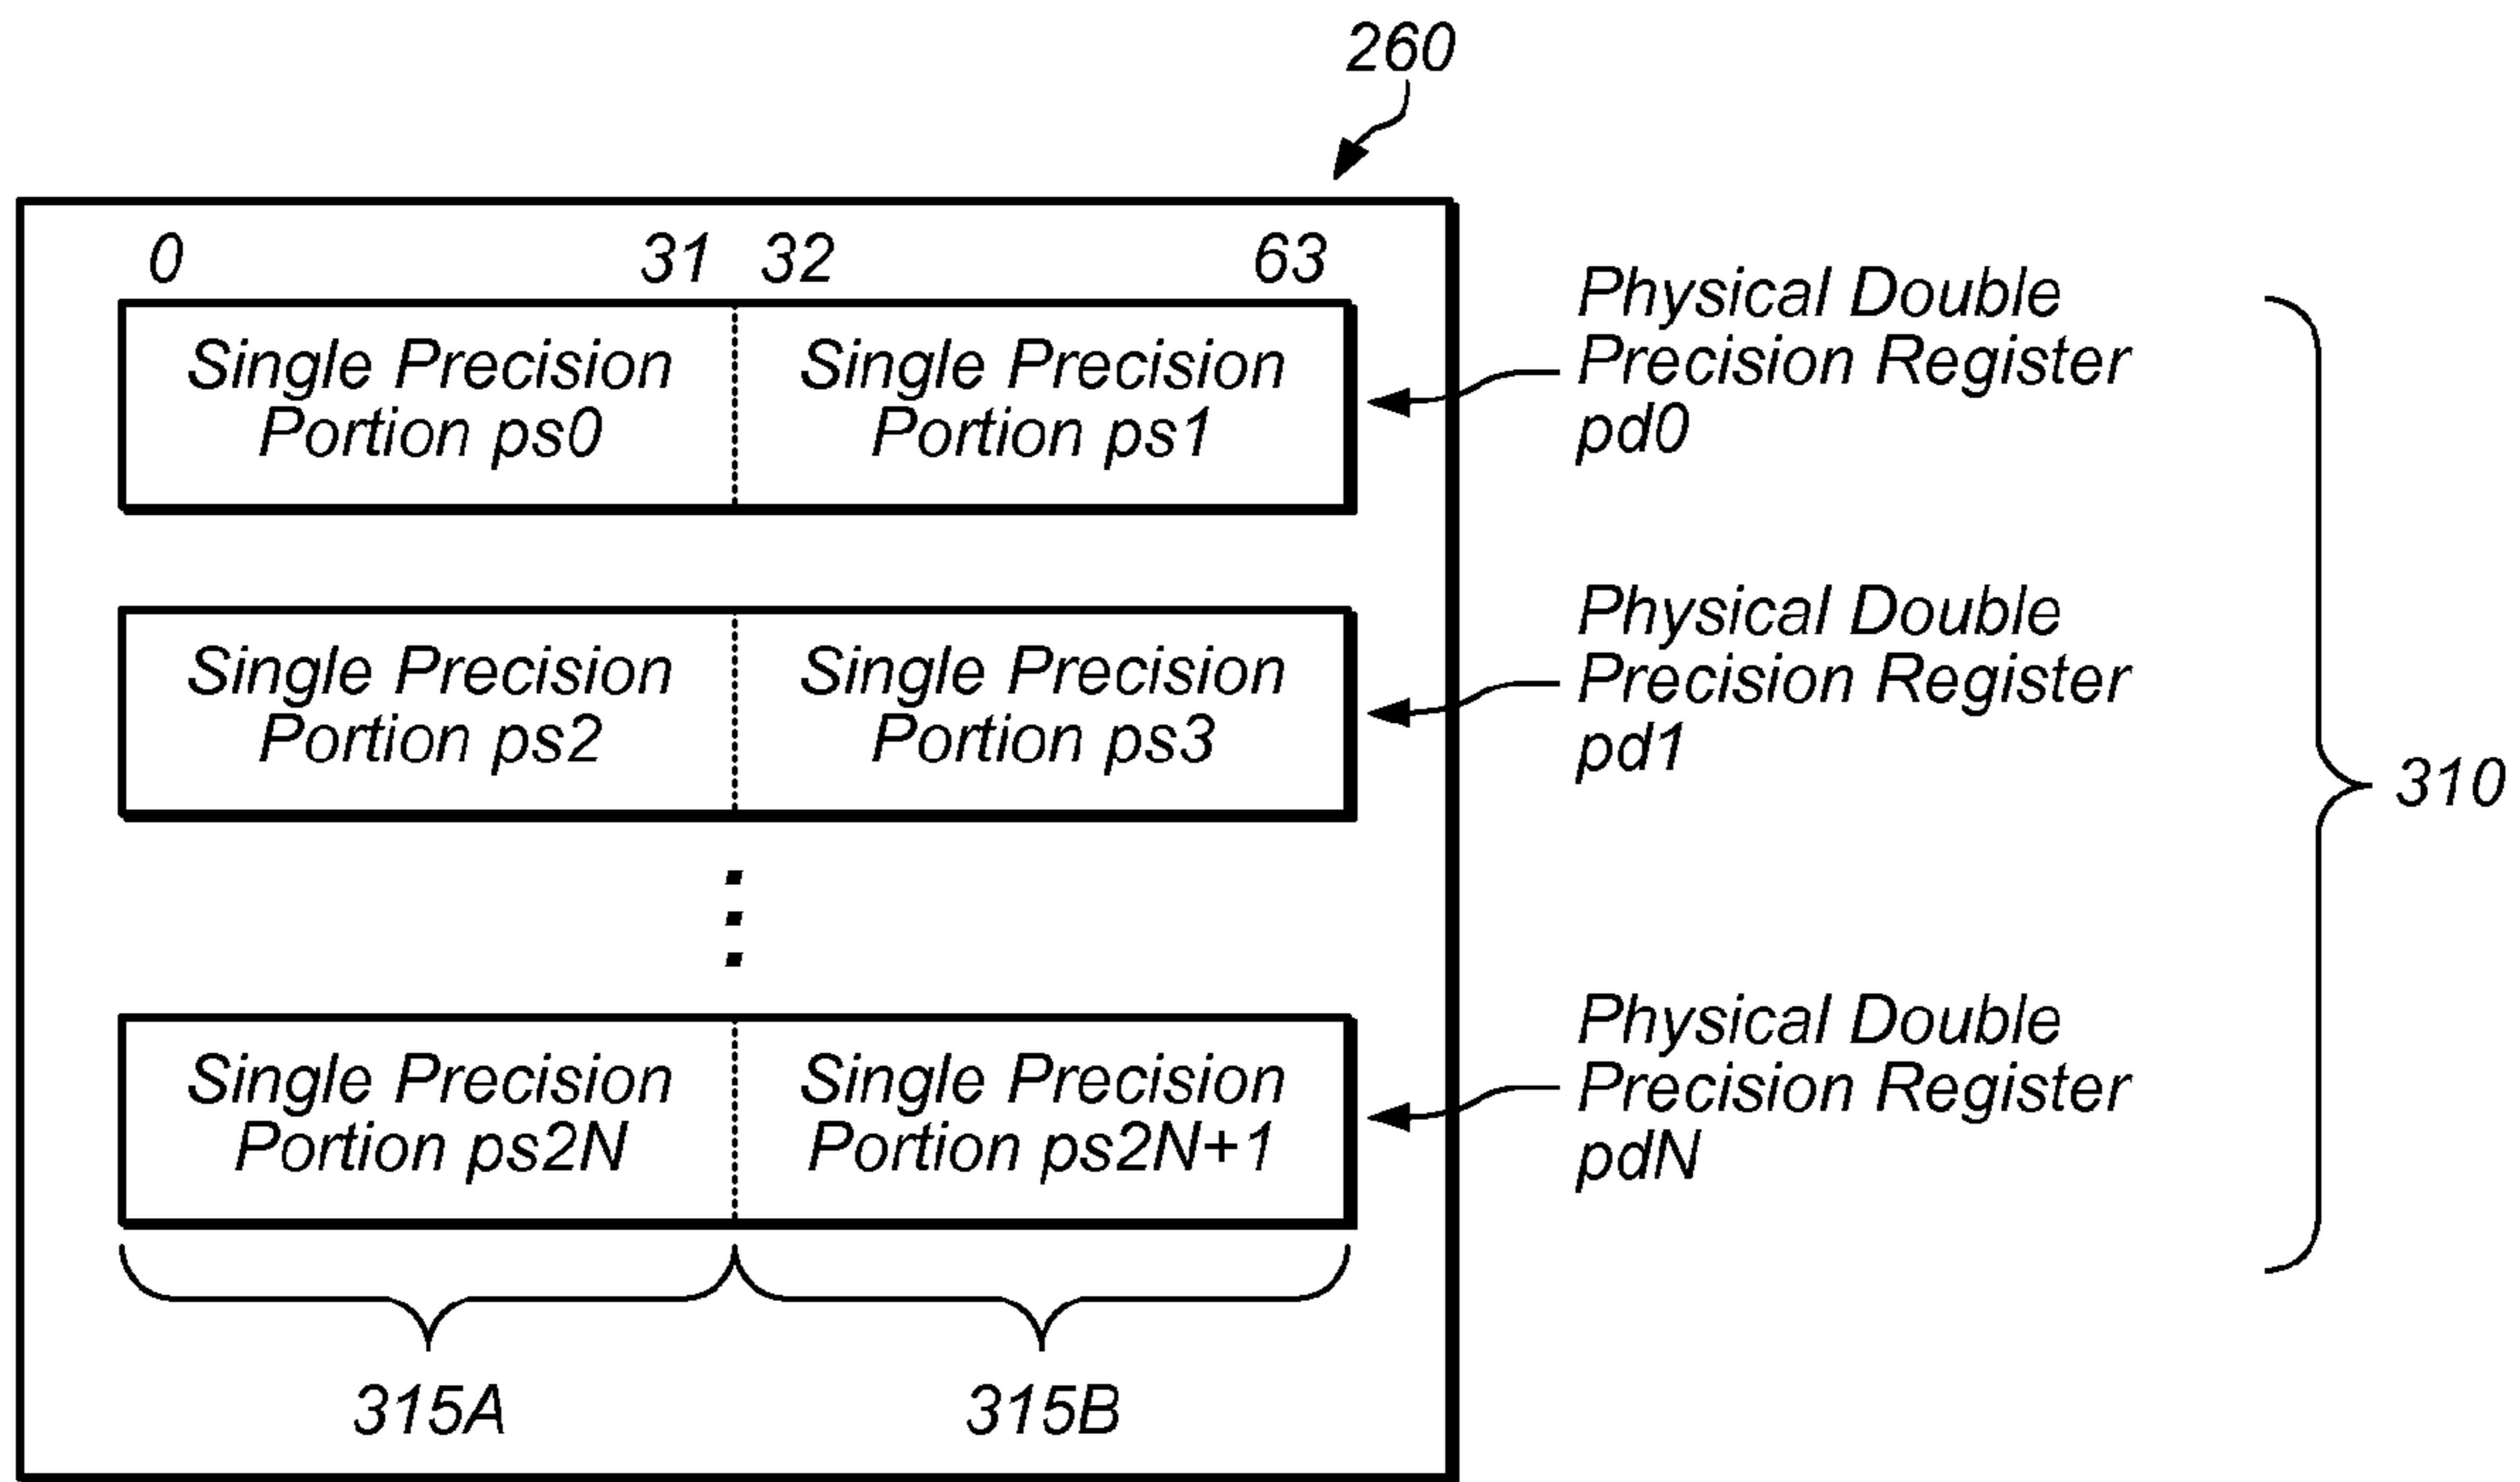 260
0 31 32 63
Single Precision
Portion ps0
Single Precision
Portion ps1
Physical Double
Precision Register
pd0
Single Precision
Portion ps2
Single Precision
Portion ps3
Physical Double
Precision Register
pd1
310
Single Precision
Portion ps2N
Single Precision
Portion ps2N+1
Physical Double
Precision Register
pdN
315A
315B